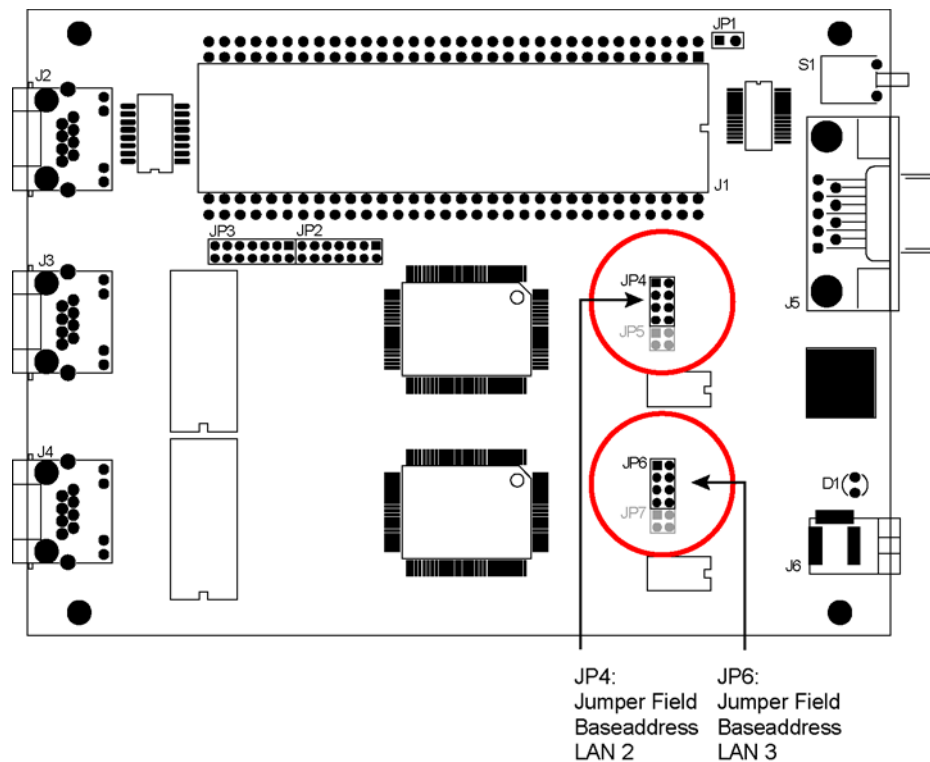 JP1
J2
S1
J1
JP3
JP2
J3
JP4
J5
JP5
J4
JP6
D1
JP7
J6
JP4:
Jumper Field
Baseaddress
LAN 2
JP6:
Jumper Field
Baseaddress
LAN 3